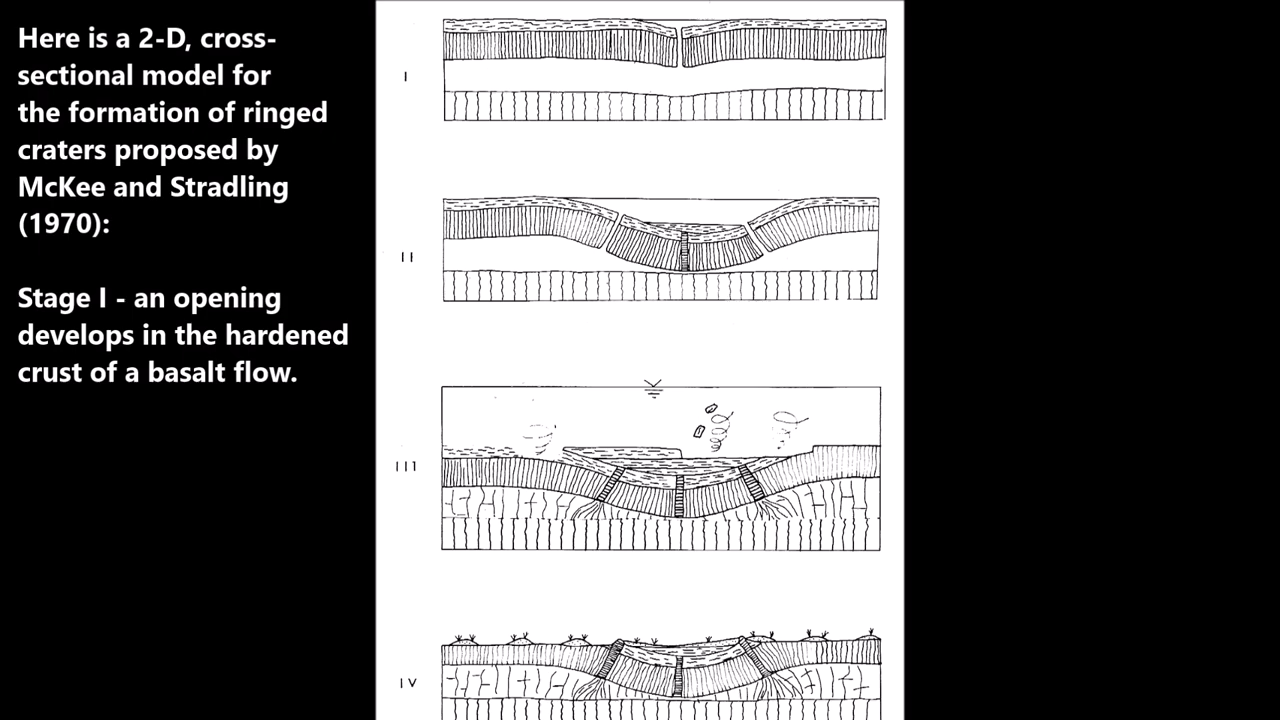 Here is a 2-D, cross-
sectional model for
the formation of ringed
craters proposed by
McKee and Stradling
(1970):
Stage I - an opening
develops in the hardened
crust of a basalt flow.
I
II
III
IV